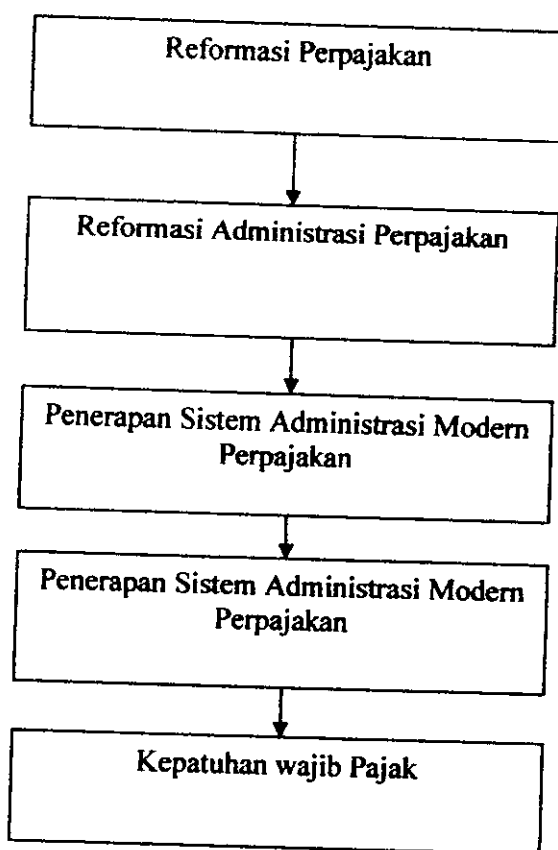 Reformasi Perpajakan
Reformasi Administrasi Perpajakan
Penerapan Sistem Administrasi Modern
Perpajakan
Penerapan Sistem Administrasi Modern
Perpajakan
Kepatuhan wajib Pajak